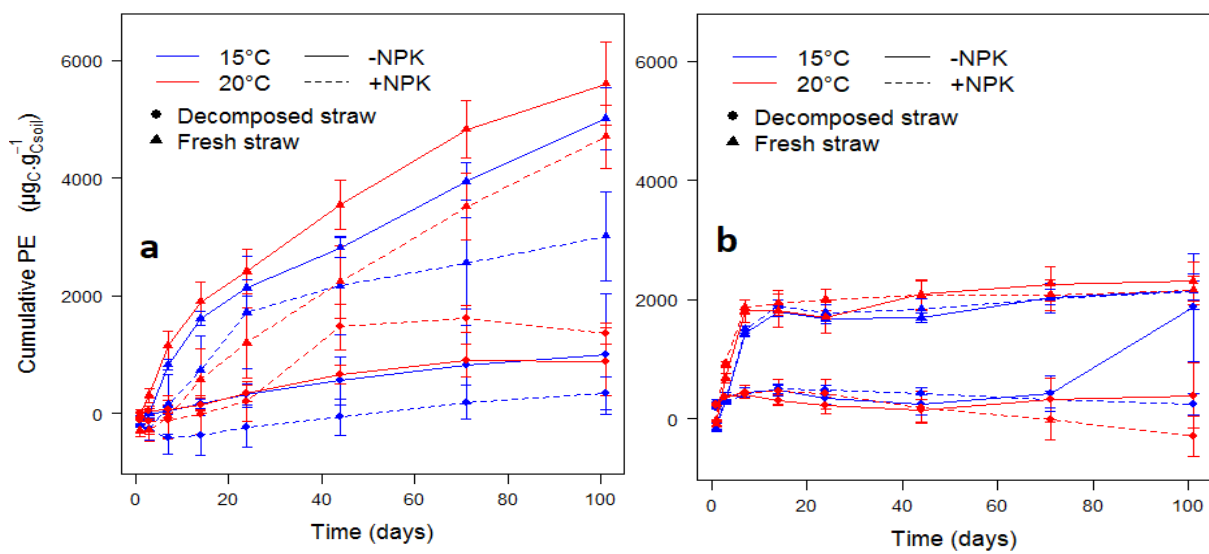 15°C -NPK
20°C +NPK
Decomposed straw
Fresh straw
a
6000
4000
2000
0
Cumulative PE (µgC.gCsoil⁻¹)
0 20 40 60 80 100
Time (days)
15°C -NPK
20°C +NPK
Decomposed straw
Fresh straw
b
6000
4000
2000
0
0 20 40 60 80 100
Time (days)